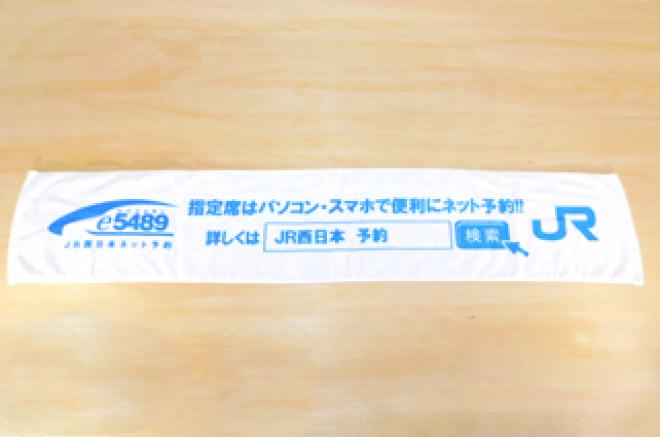 e5489
JR西日本ネット予約
指定席はパソコン・スマホで便利にネット予約!!
詳しくは JR西日本 予約 検索
JR